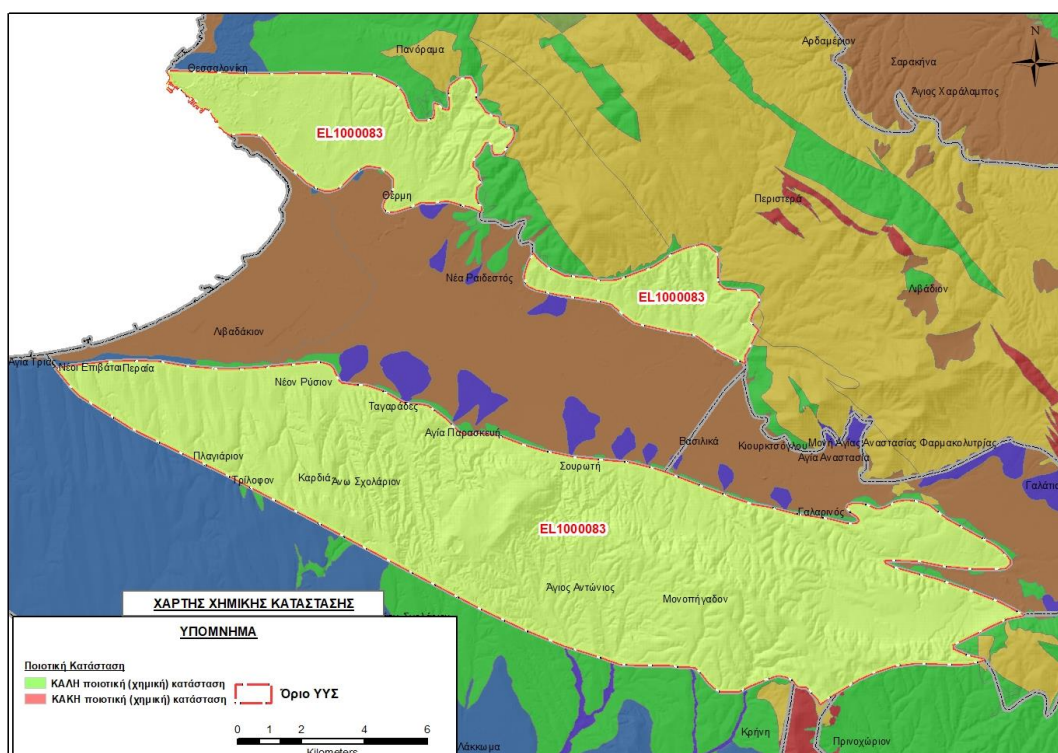 Πανόραμα
Αρδαμέριον
Σαρακήνα
N
Θεσσαλονίκη
Άγιος Χαράλαμπος
EL1000083
Θέρμη
Περιστερά
Νέα Ραιδεστός
Λιβάδιον
EL1000083
Λιβαδάκιον
Αγία Τριάς
Νέοι Επιβάται
Περαία
Νέον Ρύσιον
Ταγαράδες
Αγία Παρασκευή
Βασιλικά
Κιουρκτσόγλου
Μονή Αγίας Αναστασίας Φαρμακολυτρίας
Αγία Αναστασία
Πλαγιάριον
Σουρωτή
Τρίλοφον
Καρδιά
Άνω Σχολάριον
Γαλαρινός
EL1000083
Άγιος Αντώνιος
Μονοπήγαδον
ΧΑΡΤΗΣ ΧΗΜΙΚΗΣ ΚΑΤΑΣΤΑΣΗΣ
ΥΠΟΜΝΗΜΑ
Ποιοτική Κατάσταση
ΚΑΛΗ ποιοτική (χημική) κατάσταση
ΚΑΚΗ ποιοτική (χημική) κατάσταση
Όριο ΥΥΣ
0 1 2 4 6
Kilometers
Λάκκωμα
Κρήνη
Πρινοχώριον